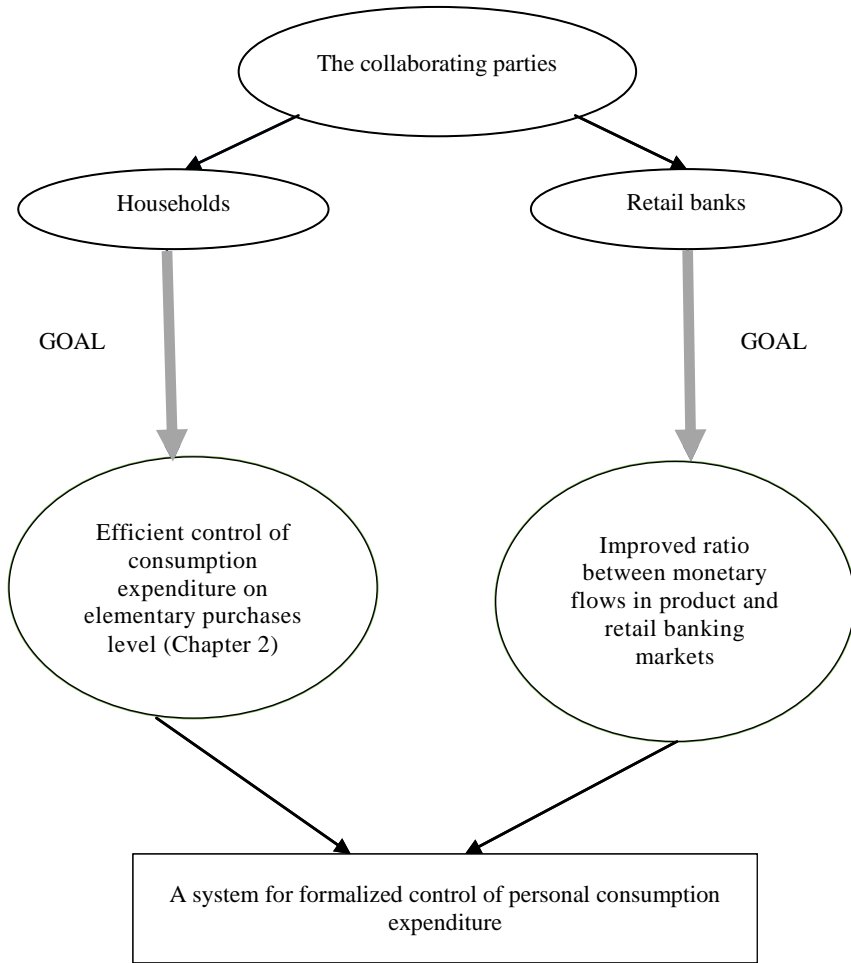 The collaborating parties
Households
Retail banks
GOAL
GOAL
Efficient control of
consumption
expenditure on
elementary purchases
level (Chapter 2)
Improved ratio
between monetary
flows in product and
retail banking
markets
A system for formalized control of personal consumption
expenditure